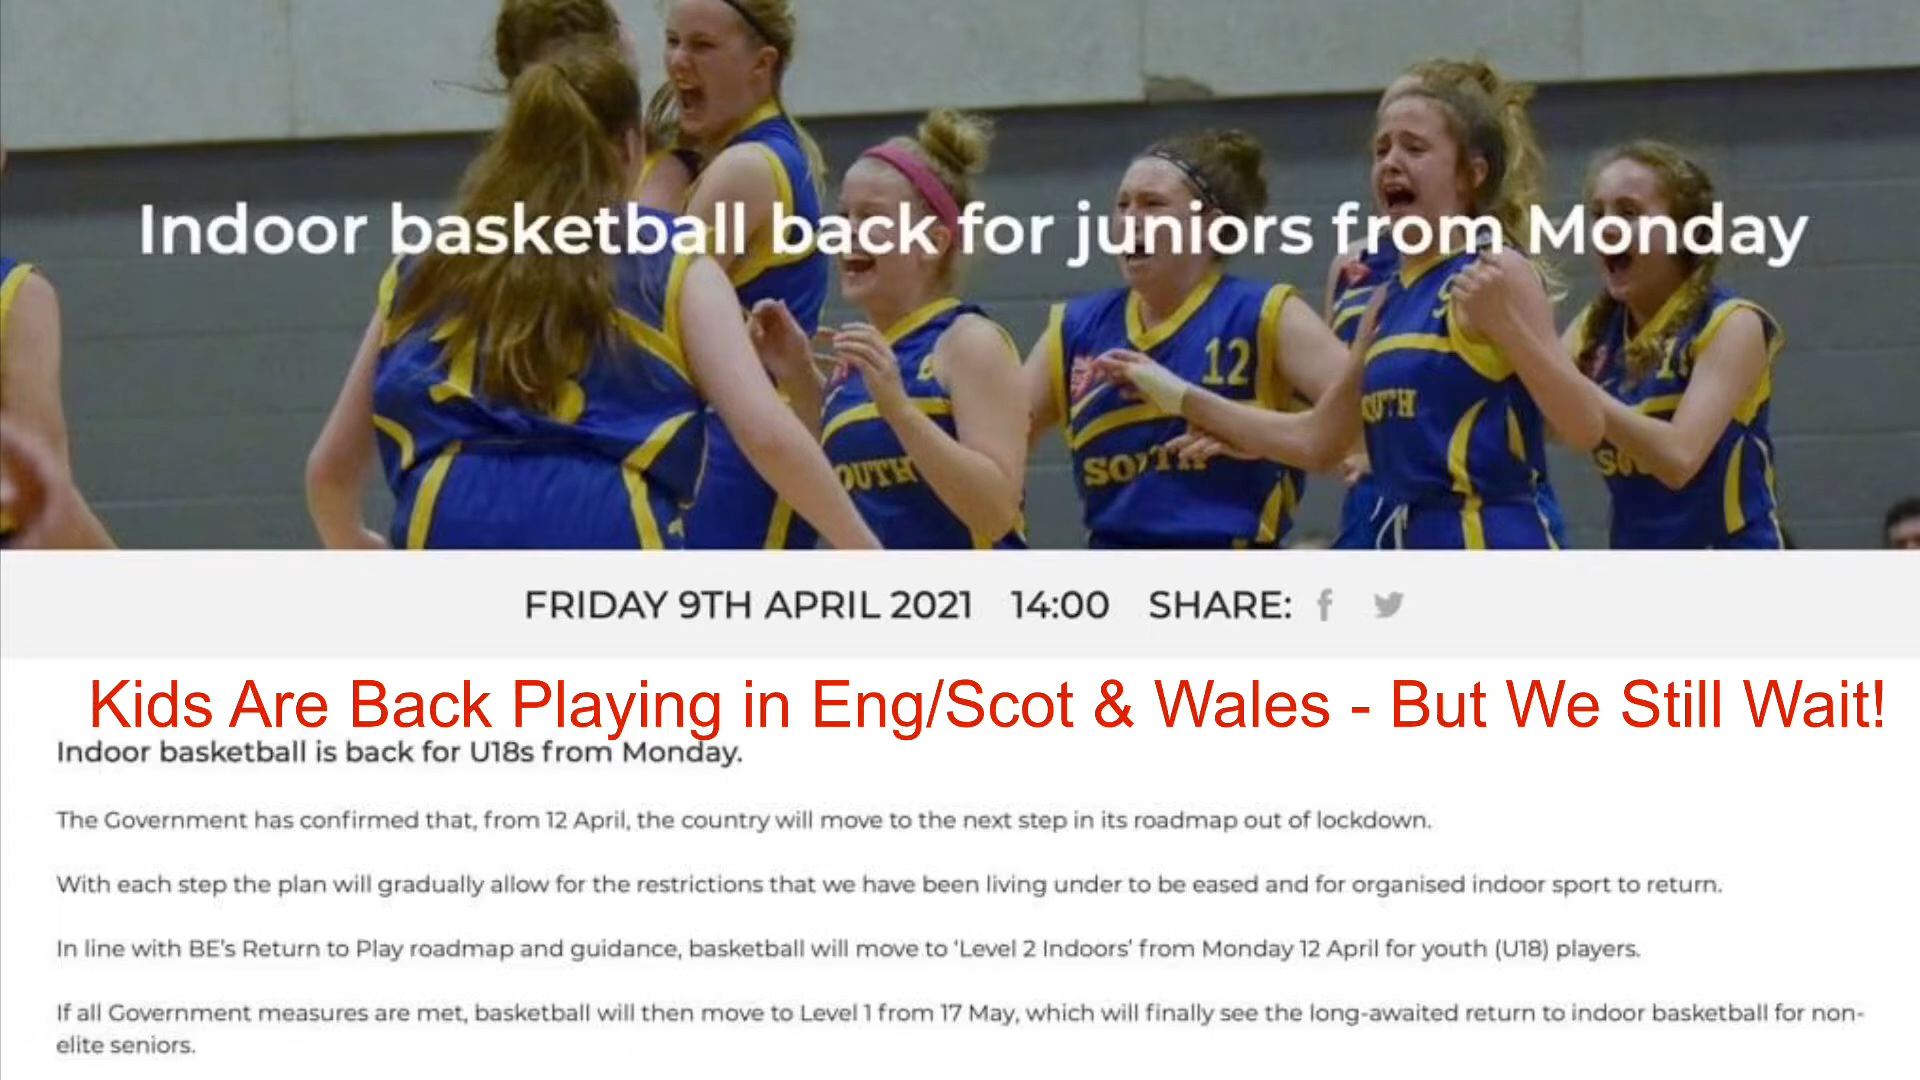 Indoor basketball back for juniors from Monday
12
SOUTH
FRIDAY 9TH APRIL 2021 14:00 SHARE:
Kids Are Back Playing in Eng/Scot & Wales - But We Still Wait!
Indoor basketball is back for U18s from Monday.
The Government has confirmed that, from 12 April, the country will move to the next step in its roadmap out of lockdown.
With each step the plan will gradually allow for the restrictions that we have been living under to be eased and for organised indoor sport to return.
In line with BE's Return to Play roadmap and guidance, basketball will move to 'Level 2 Indoors' from Monday 12 April for youth (U18) players.
If all Government measures are met, basketball will then move to Level 1 from 17 May, which will finally see the long-awaited return to indoor basketball for non-
elite seniors.